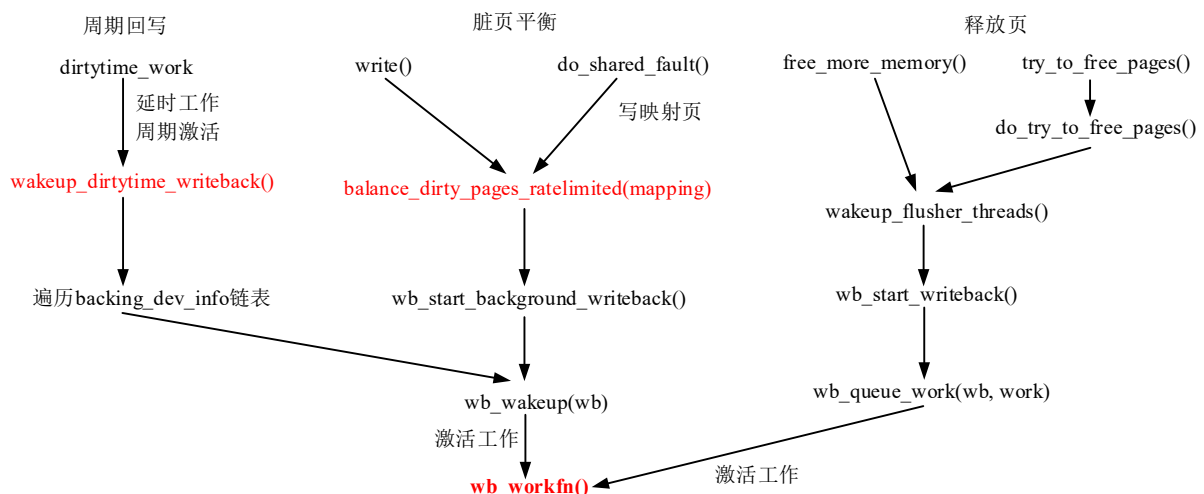 周期回写
脏页平衡
释放页
dirtytime_work
write()
do_shared_fault()
free_more_memory()
try_to_free_pages()
延时工作
周期激活
写映射页
do_try_to_free_pages()
wakeup_dirtytime_writeback()
balance_dirty_pages_ratelimited(mapping)
wakeup_flusher_threads()
遍历backing_dev_info链表
wb_start_background_writeback()
wb_start_writeback()
wb_wakeup(wb)
wb_queue_work(wb, work)
激活工作
激活工作
wb_workfn()